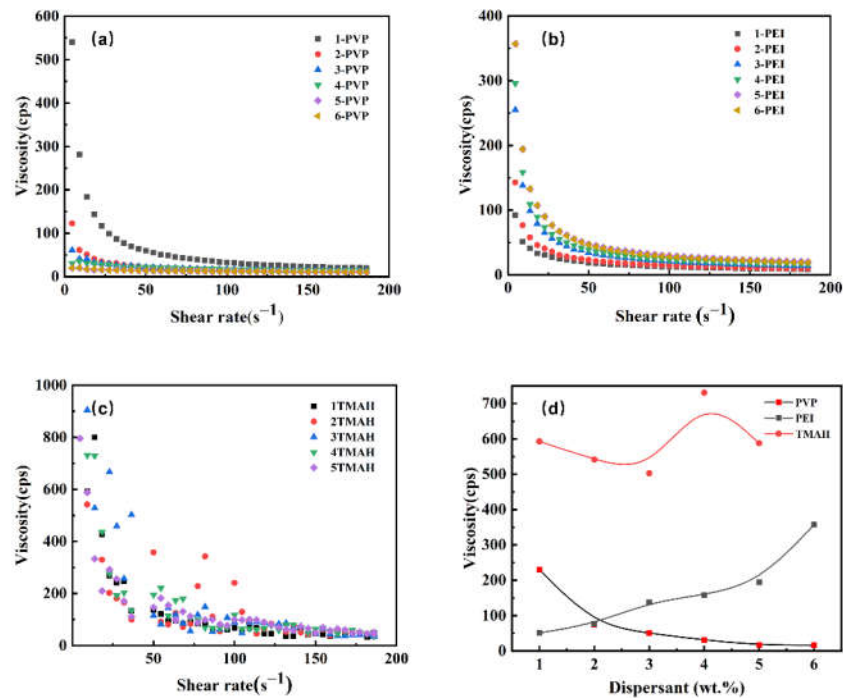 (a)
1-PVP
2-PVP
3-PVP
4-PVP
5-PVP
6-PVP
Viscosity(cps)
600
500
400
300
200
100
0
0
50
100
150
200
Shear rate(s⁻¹)
(b)
1-PEI
2-PEI
3-PEI
4-PEI
5-PEI
6-PEI
Viscosity(cps)
400
300
200
100
0
0
50
100
150
200
Shear rate (s⁻¹)
(c)
1TMAH
2TMAH
3TMAH
4TMAH
5TMAH
Viscosity(cps)
1000
800
600
400
200
0
50
100
150
200
Shear rate(s⁻¹)
(d)
PVP
PEI
TMAH
Viscosity(cps)
700
600
500
400
300
200
100
0
1
2
3
4
5
6
Dispersant (wt.%)